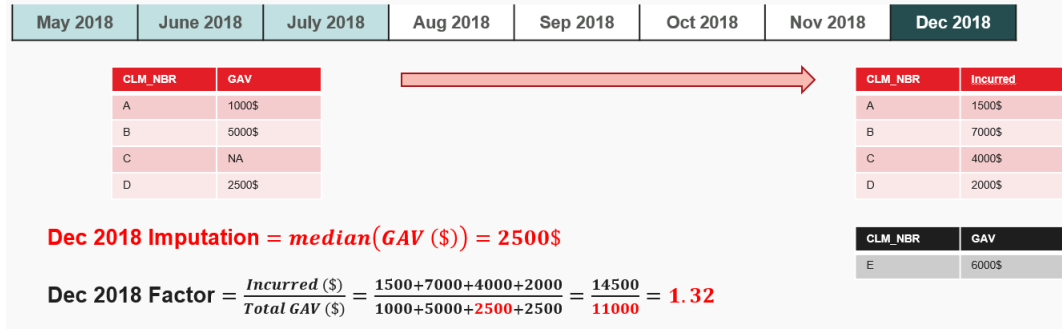 May 2018 June 2018 July 2018 Aug 2018 Sep 2018 Oct 2018 Nov 2018 Dec 2018
CLM_NBR GAV
A 1000$
B 5000$
C NA
D 2500$
CLM_NBR Incurred
A 1500$
B 7000$
C 4000$
D 2000$
Dec 2018 Imputation = median(GAV ($)) = 2500$
CLM_NBR GAV
E 6000$
Dec 2018 Factor = Incurred ($) / Total GAV ($) = 1500+7000+4000+2000 / 1000+5000+2500+2500 = 14500 / 11000 = 1.32